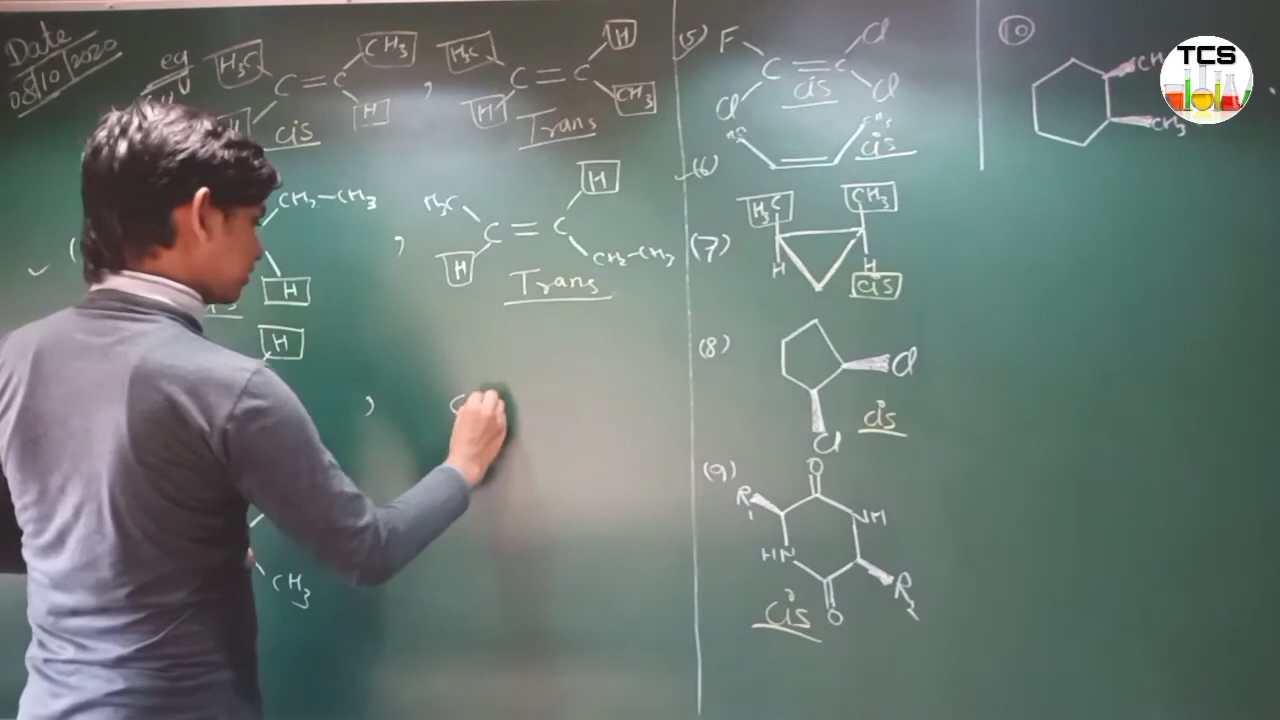 Date
08/10/2020
eg
H₃C CH₃
C=C
H H
cis
,
H₃C H
C=C
H CH₃
Trans
CH₂-CH₃
H
,
H₃C H
C=C
H CH₂-CH₃
Trans
H
,
CH₃
(5) F Cl
C=C
Cl Cl
cis
(6) cis
(7) H₃C CH₃
H H
cis
(8) Cl
Cl
cis
(9) O
R₁ NH
HN R₂
O
cis
10
CH₃
TCS